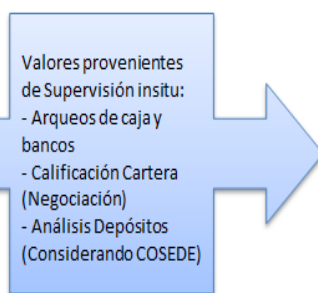 Valores provenientes
de Supervisión insitu:
- Arqueos de caja y
bancos
- Calificación Cartera
(Negociación)
- Análisis Depósitos
(Considerando COSEDE)